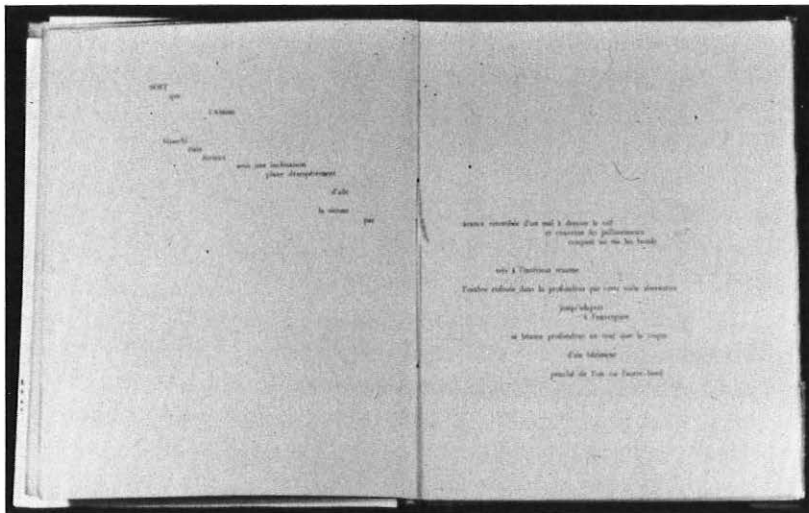 SOIT
que
l'Abîme
blanchi
étale
furieux
sous une inclinaison
plane désespérément
d'aile
la sienne
par
avance retombée d'un mal à dresser le vol
et couvrant les jaillissements
coupant au ras les bonds
très à l'intérieur résume
l'ombre enfouie dans la profondeur par cette voile alternative
jusqu'adapter
à l'envergure
sa béante profondeur en tant que la coque
d'un bâtiment
penché de l'un ou l'autre bord